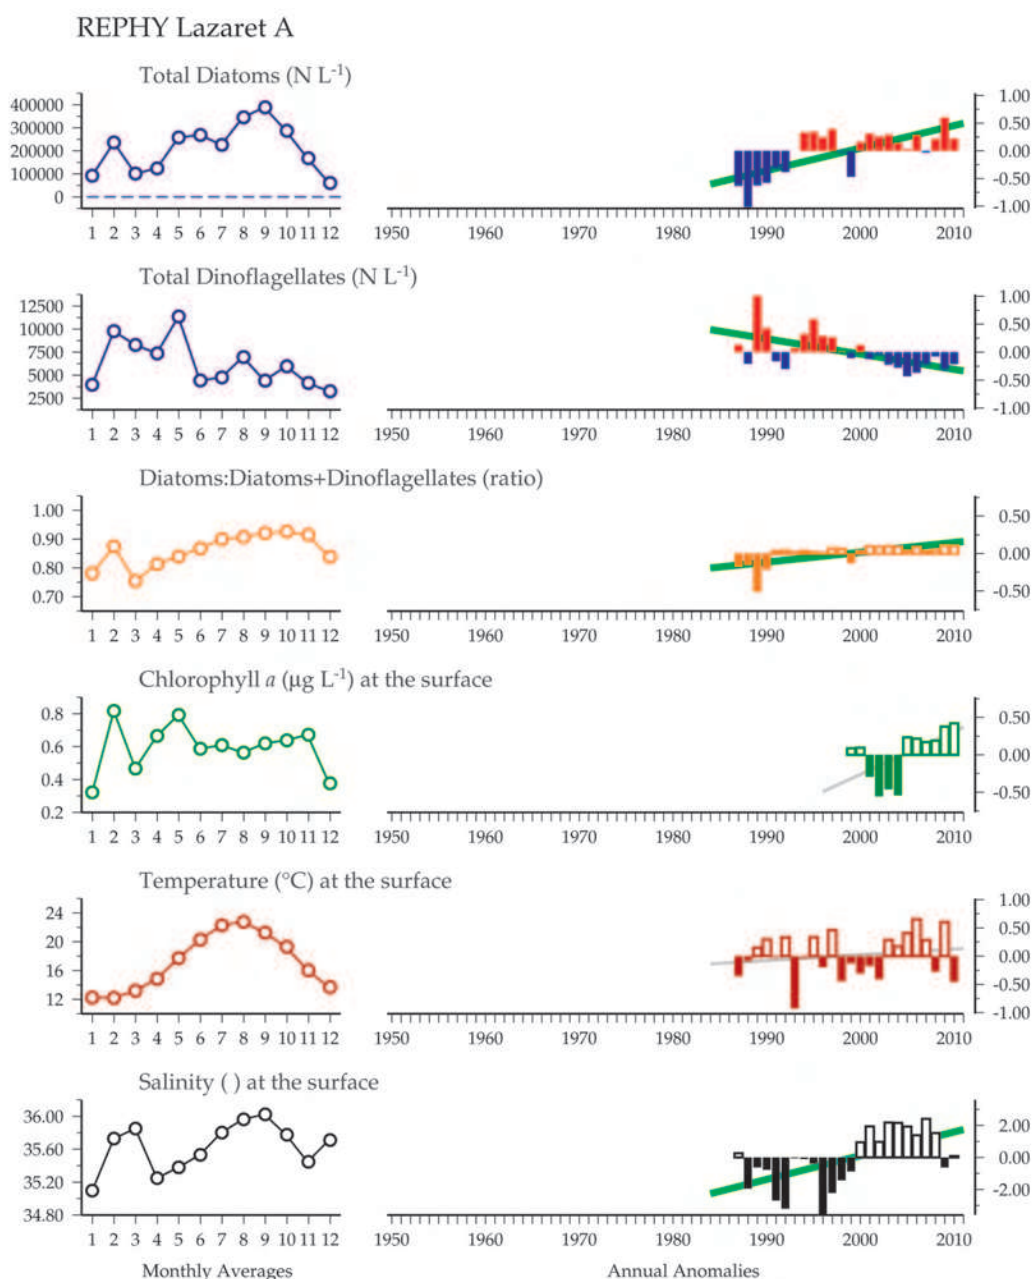 REPHY Lazaret A
Total Diatoms (N L⁻¹)
400000
300000
200000
100000
0
1.00
0.50
0.00
-0.50
-1.00
1 2 3 4 5 6 7 8 9 10 11 12
1950 1960 1970 1980 1990 2000 2010
Total Dinoflagellates (N L⁻¹)
12500
10000
7500
5000
2500
1.00
0.50
0.00
-0.50
-1.00
1 2 3 4 5 6 7 8 9 10 11 12
1950 1960 1970 1980 1990 2000 2010
Diatoms:Diatoms+Dinoflagellates (ratio)
1.00
0.90
0.80
0.70
0.50
0.00
-0.50
1 2 3 4 5 6 7 8 9 10 11 12
1950 1960 1970 1980 1990 2000 2010
Chlorophyll a (µg L⁻¹) at the surface
0.8
0.6
0.4
0.2
0.50
0.00
-0.50
1 2 3 4 5 6 7 8 9 10 11 12
1950 1960 1970 1980 1990 2000 2010
Temperature (°C) at the surface
24
20
16
12
1.00
0.50
0.00
-0.50
-1.00
1 2 3 4 5 6 7 8 9 10 11 12
1950 1960 1970 1980 1990 2000 2010
Salinity ( ) at the surface
36.00
35.60
35.20
34.80
2.00
0.00
-2.00
1 2 3 4 5 6 7 8 9 10 11 12
1950 1960 1970 1980 1990 2000 2010
Monthly Averages
Annual Anomalies